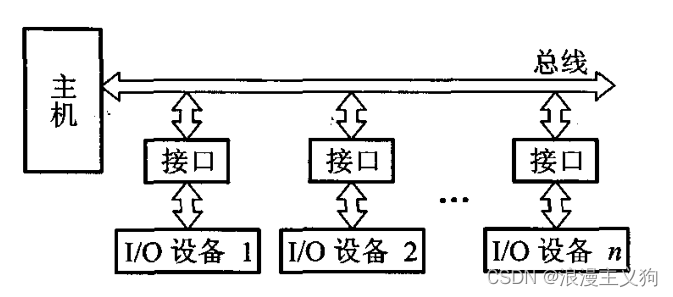 主机
总线
接口 接口 接口
...
I/O 设备 1 I/O 设备 2 I/O 设备 n
CSDN @浪漫主义狗